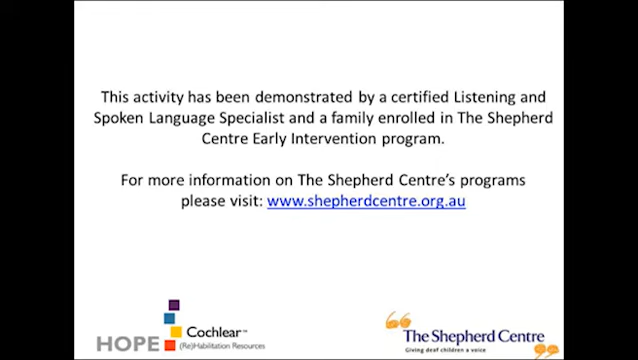 This activity has been demonstrated by a certified Listening and
Spoken Language Specialist and a family enrolled in The Shepherd
Centre Early Intervention program.
For more information on The Shepherd Centre’s programs
please visit: www.shepherdcentre.org.au
HOPE
Cochlear™
(Re)Habilitation Resources
The Shepherd Centre
Giving deaf children a voice